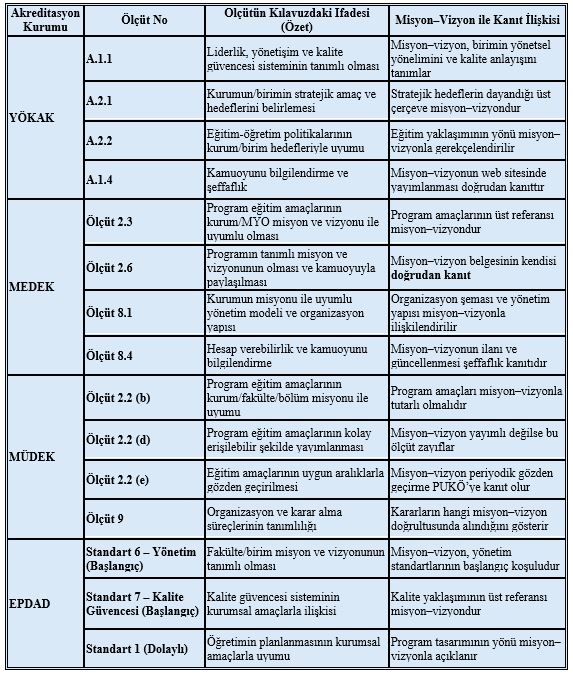 Akreditasyon
Kurumu
Ölçüt No
Ölçütün Kılavuzdaki İfadesi
(Özet)
Misyon–Vizyon ile Kanıt İlişkisi
YÖKAK
A.1.1
Liderlik, yönetişim ve kalite
güvencesi sisteminin tanımlı olması
Misyon–vizyon, birimin yönetsel
yönelimini ve kalite anlayışını
tanımlar
A.2.1
Kurumun/birimin stratejik amaç ve
hedeflerini belirlemesi
Stratejik hedeflerin dayandığı üst
çerçeve misyon–vizyondur
A.2.2
Eğitim-öğretim politikalarının
kurum/birim hedefleriyle uyumu
Eğitim yaklaşımının yönü misyon–
vizyonla gerekçelendirilir
A.1.4
Kamuoyunu bilgilendirme ve
şeffaflık
Misyon–vizyonun web sitesinde
yayımlanması doğrudan kanıttır
MEDEK
Ölçüt 2.3
Program eğitim amaçlarının
kurum/MYO misyon ve vizyonu ile
uyumlu olması
Program amaçlarının üst referansı
misyon–vizyondur
Ölçüt 2.6
Programın tanımlı misyon ve
vizyonunun olması ve kamuoyuyla
paylaşılması
Misyon–vizyon belgesinin kendisi
doğrudan kanıt
Ölçüt 8.1
Kurumun misyonu ile uyumlu
yönetim modeli ve organizasyon
yapısı
Organizasyon şeması ve yönetim
yapısı misyon–vizyonla
ilişkilendirilir
Ölçüt 8.4
Hesap verebilirlik ve kamuoyunu
bilgilendirme
Misyon–vizyonun ilanı ve
güncellenmesi şeffaflık kanıtıdır
MÜDEK
Ölçüt 2.2 (b)
Program eğitim amaçlarının
kurum/fakülte/bölüm misyonu ile
uyumu
Program amaçları misyon–vizyonla
tutarlı olmalıdır
Ölçüt 2.2 (d)
Program eğitim amaçlarının kolay
erişilebilir şekilde yayımlanması
Misyon–vizyon yayımlı değilse bu
ölçüt zayıflar
Ölçüt 2.2 (e)
Eğitim amaçlarının uygun aralıklarla
gözden geçirilmesi
Misyon–vizyon periyodik gözden
geçirme PUKÖ’ye kanıt olur
Ölçüt 9
Organizasyon ve karar alma
süreçlerinin tanımlılığı
Kararların hangi misyon–vizyon
doğrultusunda alındığını gösterir
EPDAD
Standart 6 – Yönetim
(Başlangıç)
Fakülte/birim misyon ve vizyonunun
tanımlı olması
Misyon–vizyon, yönetim
standartlarının başlangıç koşuludur
Standart 7 – Kalite
Güvencesi (Başlangıç)
Kalite güvencesi sisteminin
kurumsal amaçlarla ilişkisi
Kalite yaklaşımının üst referansı
misyon–vizyondur
Standart 1 (Dolaylı)
Öğretimin planlanmasının kurumsal
amaçlarla uyumu
Program tasarımının yönü misyon–
vizyonla açıklanır